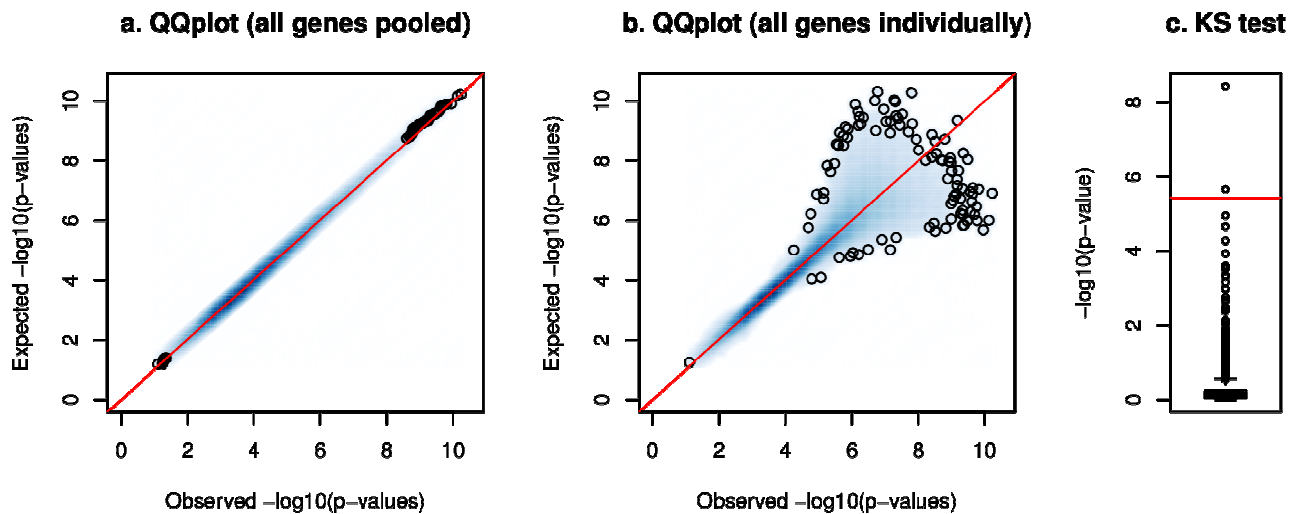 a. QQplot (all genes pooled)
Expected −log10(p−values)
10
8
6
4
2
0
0 2 4 6 8 10
Observed −log10(p−values)
b. QQplot (all genes individually)
Expected −log10(p−values)
10
8
6
4
2
0
0 2 4 6 8 10
Observed −log10(p−values)
c. KS test
−log10(p−value)
8
6
4
2
0